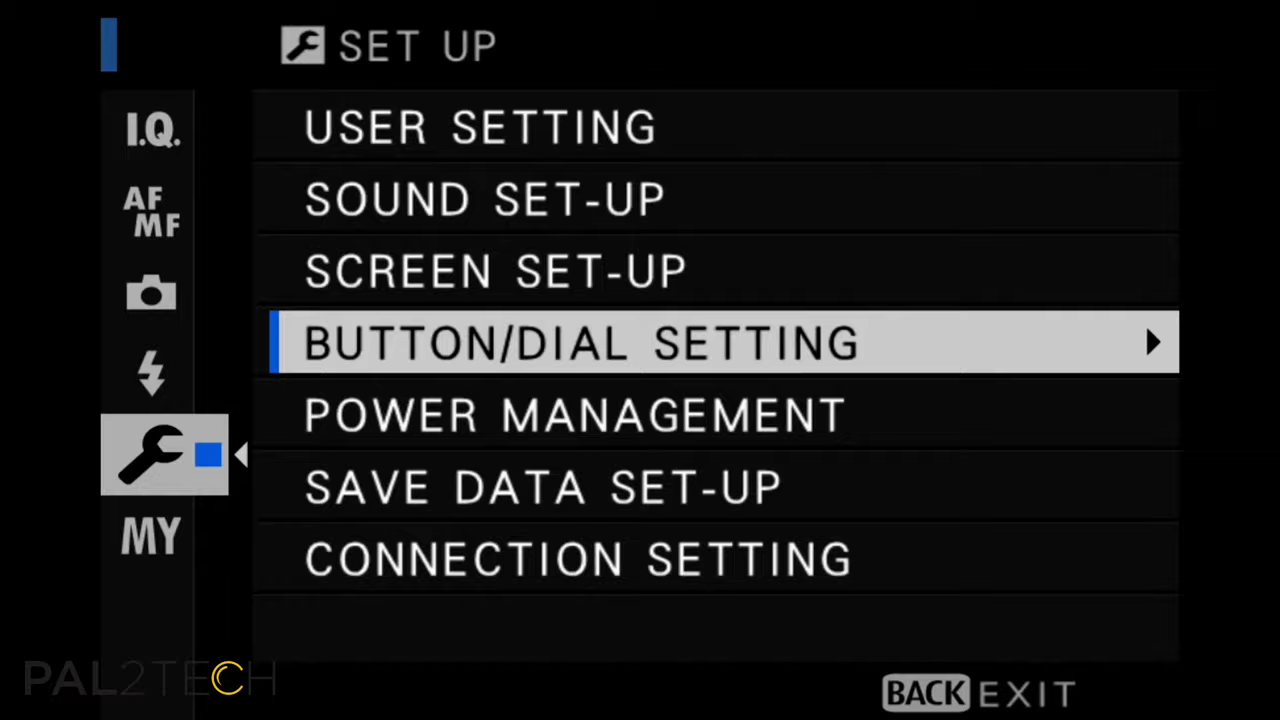 SET UP
I.Q.
USER SETTING
AF
MF
SOUND SET-UP
SCREEN SET-UP
BUTTON/DIAL SETTING
POWER MANAGEMENT
SAVE DATA SET-UP
MY
CONNECTION SETTING
PAL2TECH
BACK EXIT